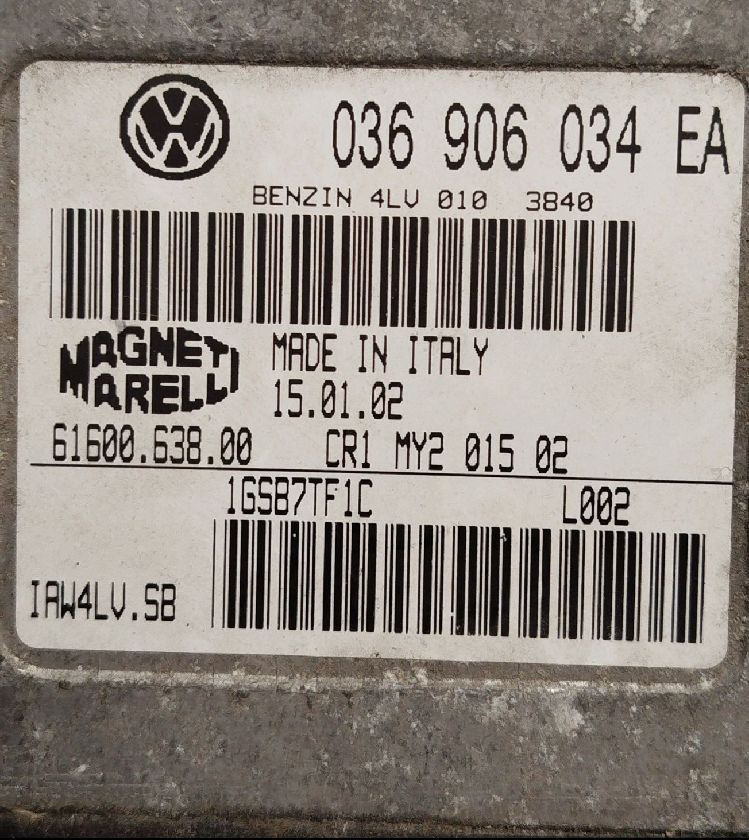 036 906 034 EA
BENZIN 4LV 010 3840
MAGNETI
MARELLI
MADE IN ITALY
15.01.02
61600.638.00 CR1 MY2 015 02
1GSB7TF1C L002
IAW4LV.SB